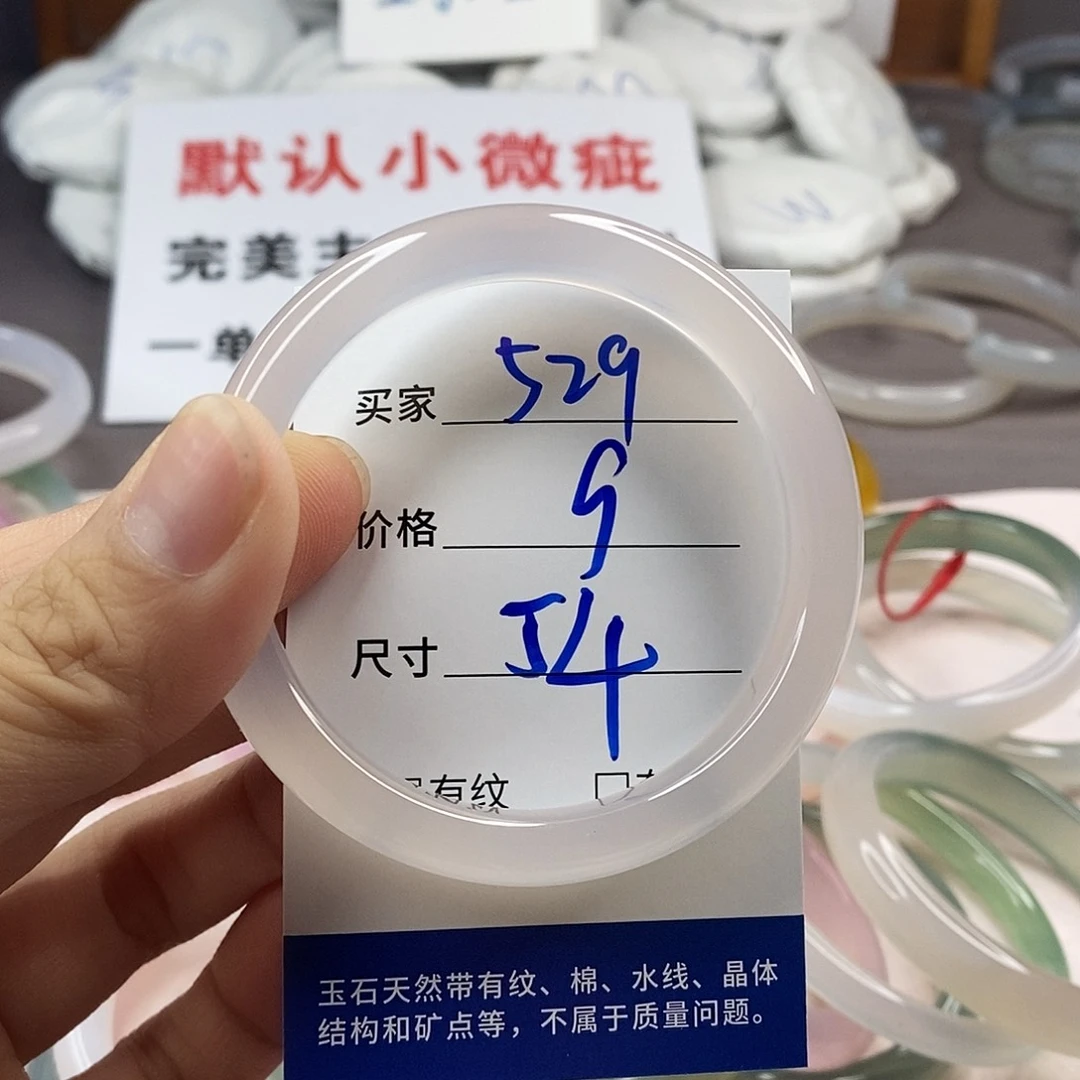 默认小微疵
完美主
一单
买家 529
价格 9
尺寸 54
有纹 □
玉石天然带有纹、棉、水线、晶体
结构和矿点等，不属于质量问题。